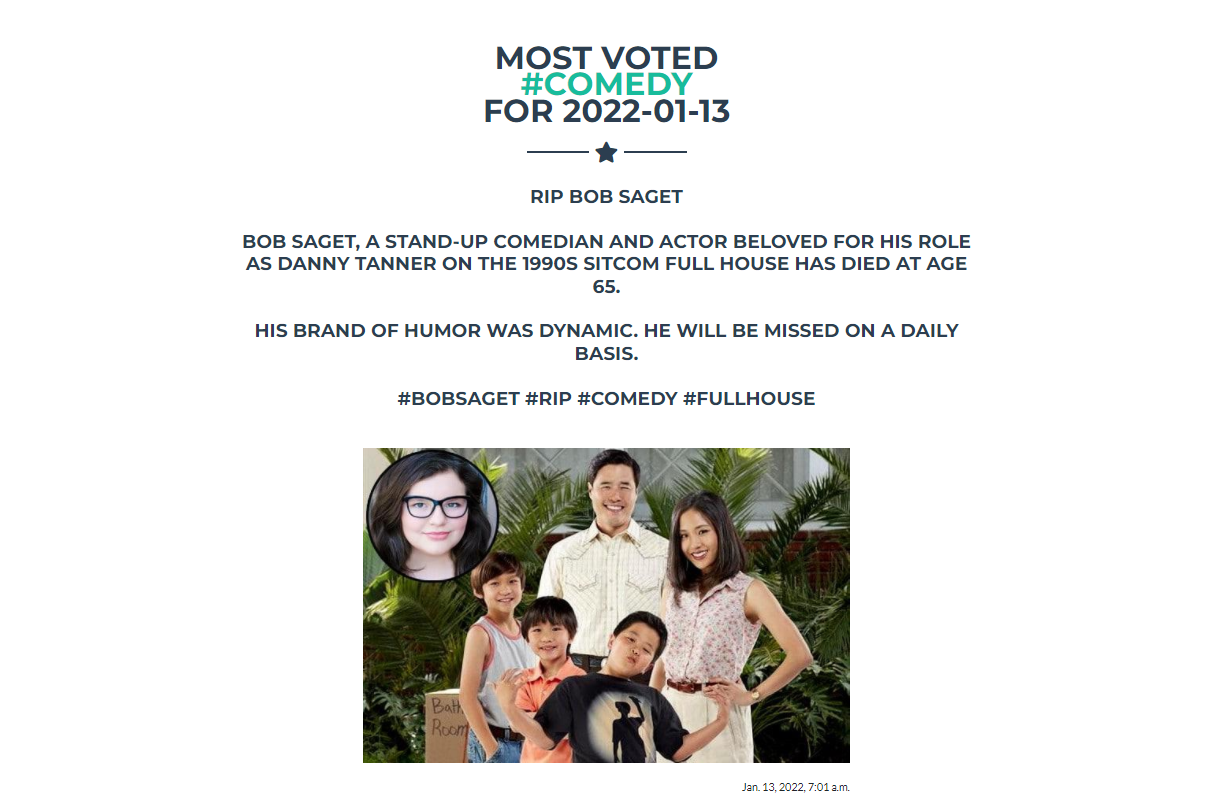 MOST VOTED
#COMEDY
FOR 2022-01-13
RIP BOB SAGET
BOB SAGET, A STAND-UP COMEDIAN AND ACTOR BELOVED FOR HIS ROLE
AS DANNY TANNER ON THE 1990S SITCOM FULL HOUSE HAS DIED AT AGE
65.
HIS BRAND OF HUMOR WAS DYNAMIC. HE WILL BE MISSED ON A DAILY
BASIS.
#BOBSAGET #RIP #COMEDY #FULLHOUSE
Bath
Room
Jan. 13, 2022, 7:01 a.m.